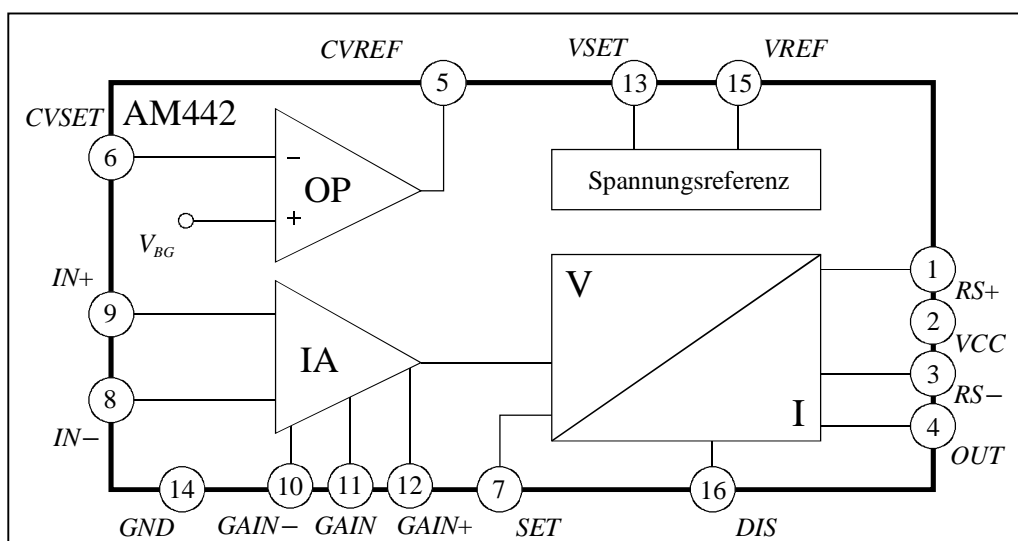 CVREF VSET VREF
5 13 15
CVSET AM442
6 − OP
Spannungsreferenz
+
V_BG
IN+
9
V 1
RS+
2
IA VCC
3
8 RS−
I 4
IN− OUT
14 10 11 12 7 16
GND GAIN− GAIN GAIN+ SET DIS